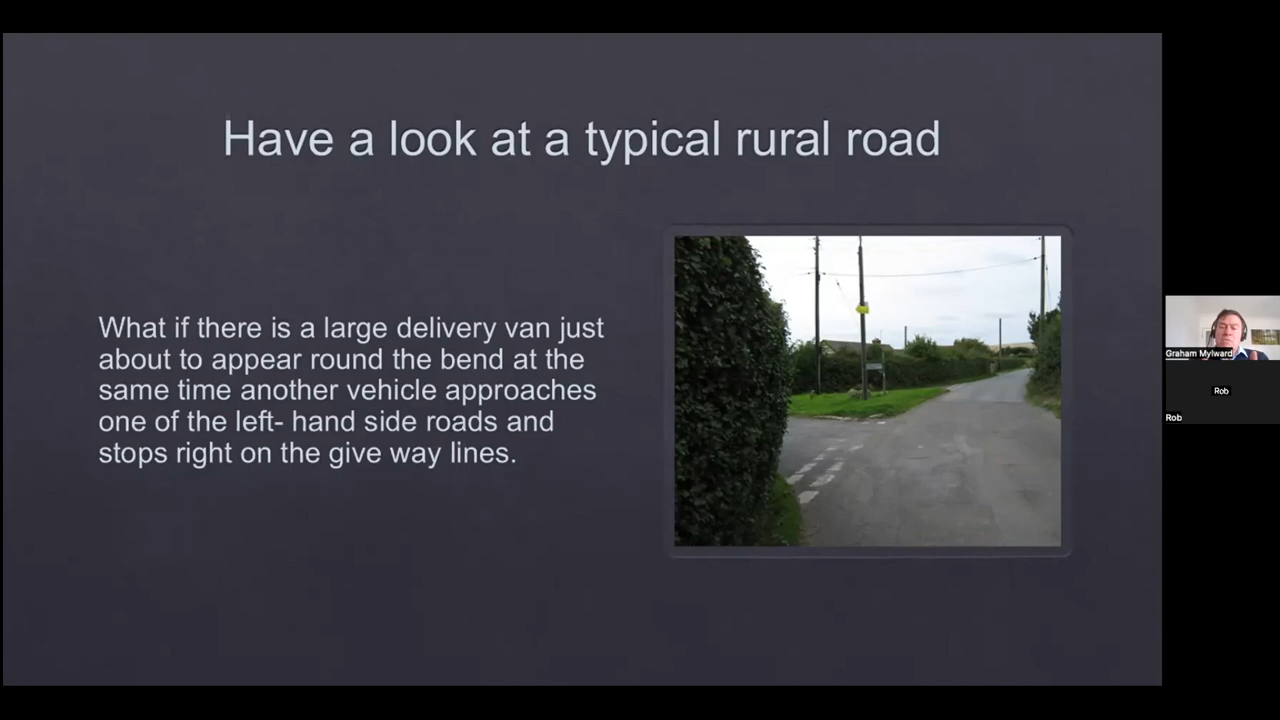 Have a look at a typical rural road
What if there is a large delivery van just
about to appear round the bend at the
same time another vehicle approaches
one of the left- hand side roads and
stops right on the give way lines.
Graham Mylward
Rob
Rob